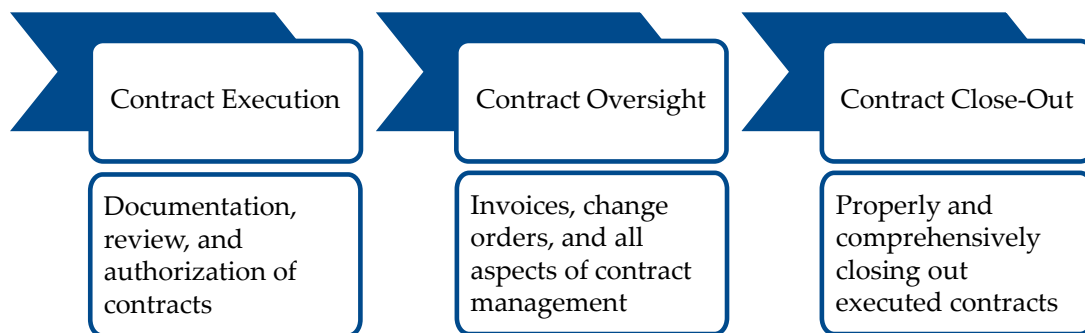 Contract Execution
Documentation,
review, and
authorization of
contracts
Contract Oversight
Invoices, change
orders, and all
aspects of contract
management
Contract Close-Out
Properly and
comprehensively
closing out
executed contracts